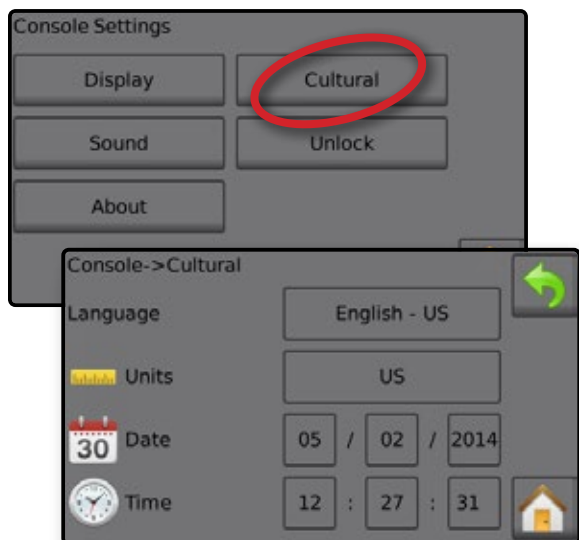 Console Settings
Display Cultural
Sound Unlock
About
Console->Cultural
Language English - US
Units US
30 Date 05 / 02 / 2014
Time 12 : 27 : 31